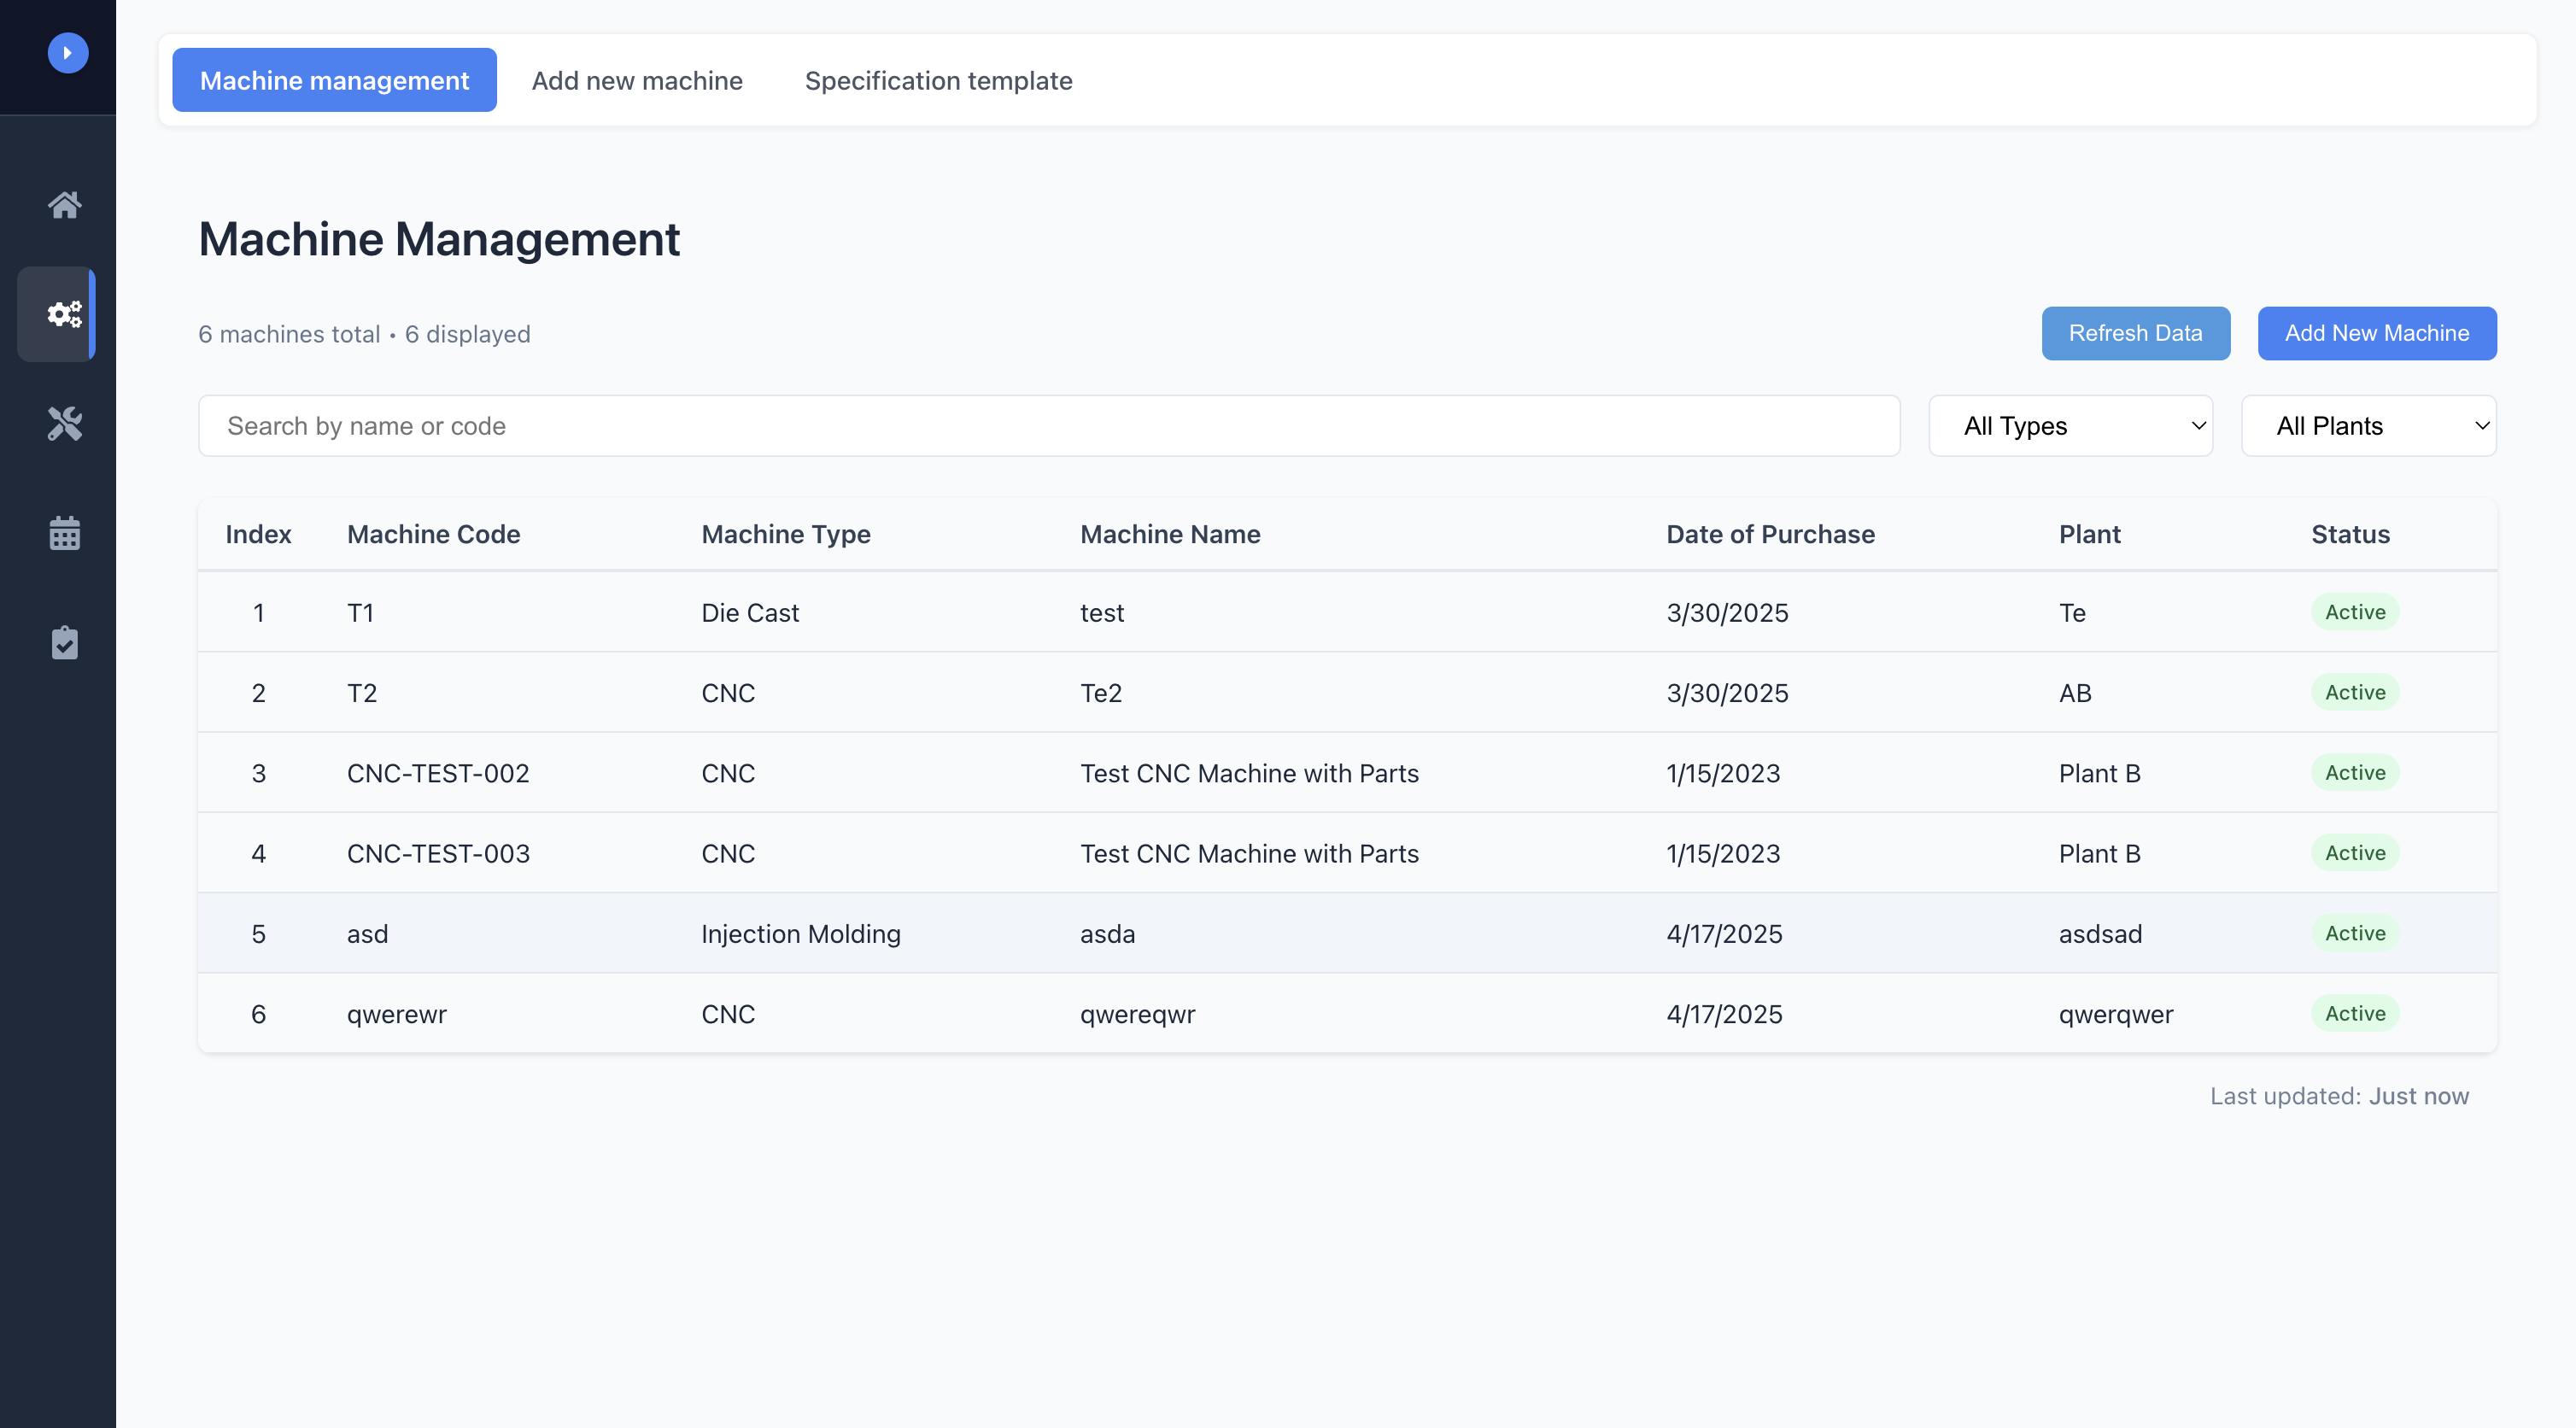 Machine management Add new machine Specification template
Machine Management
6 machines total • 6 displayed Refresh Data Add New Machine
Search by name or code All Types All Plants
Index Machine Code Machine Type Machine Name Date of Purchase Plant Status
1 T1 Die Cast test 3/30/2025 Te Active
2 T2 CNC Te2 3/30/2025 AB Active
3 CNC-TEST-002 CNC Test CNC Machine with Parts 1/15/2023 Plant B Active
4 CNC-TEST-003 CNC Test CNC Machine with Parts 1/15/2023 Plant B Active
5 asd Injection Molding asda 4/17/2025 asdsad Active
6 qwerewr CNC qwereqwr 4/17/2025 qwerqwer Active
Last updated: Just now